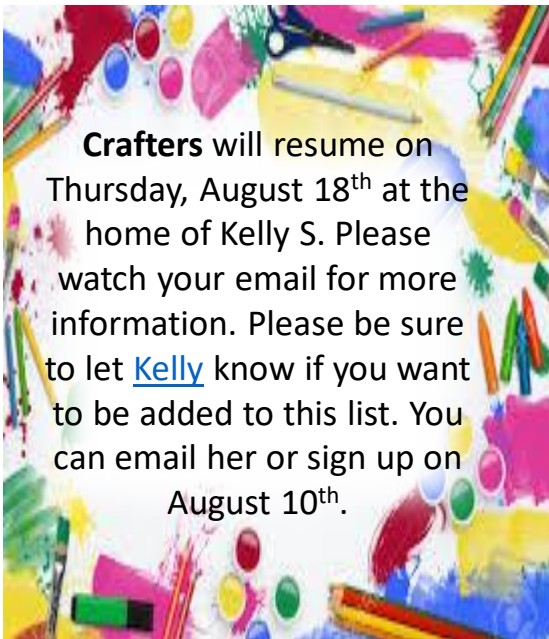 Crafters will resume on
Thursday, August 18th at the
home of Kelly S. Please
watch your email for more
information. Please be sure
to let Kelly know if you want
to be added to this list. You
can email her or sign up on
August 10th.